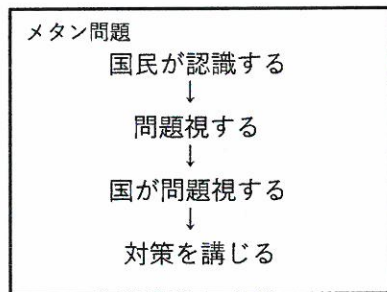 メタン問題
国民が認識する
↓
問題視する
↓
国が問題視する
↓
対策を講じる